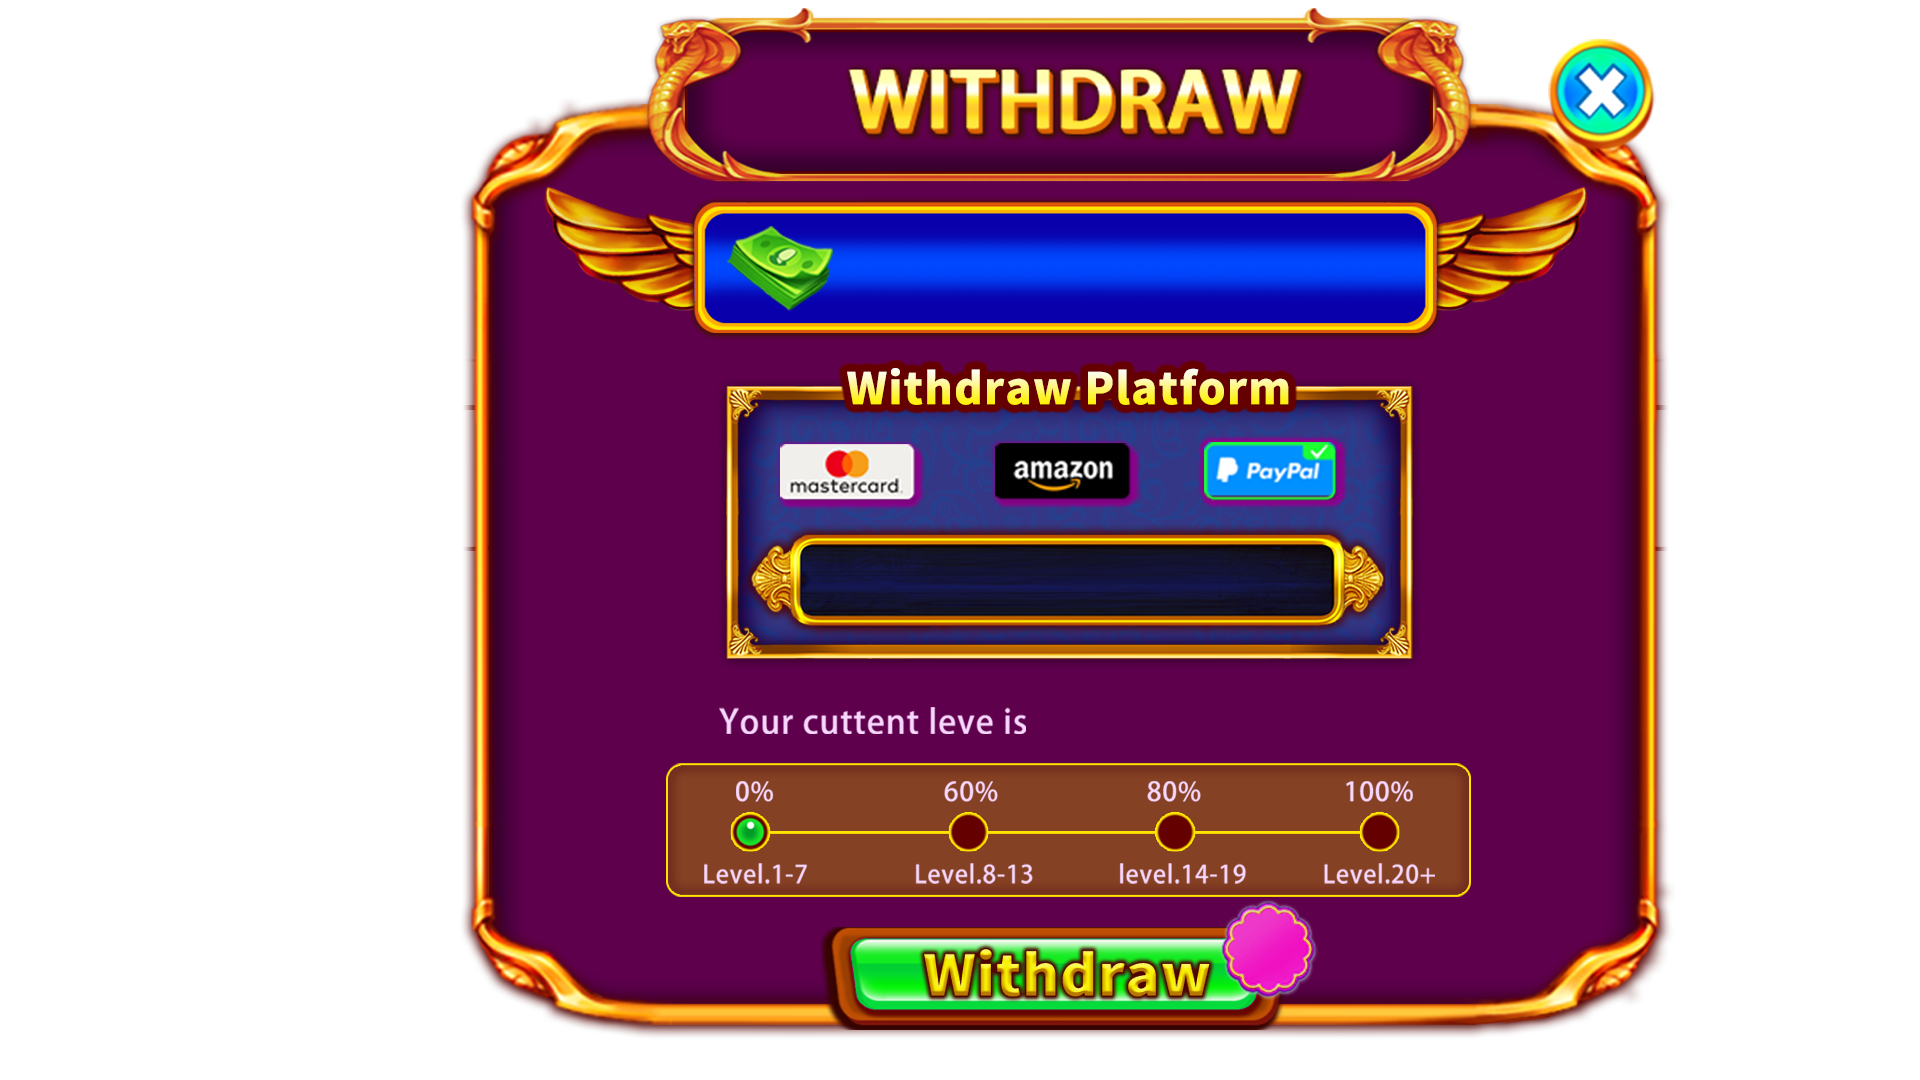 WITHDRAW
Withdraw Platform
mastercard.
amazon
PayPal
Your cuttent leve is
0% 60% 80% 100%
Level.1-7 Level.8-13 level.14-19 Level.20+
Withdraw